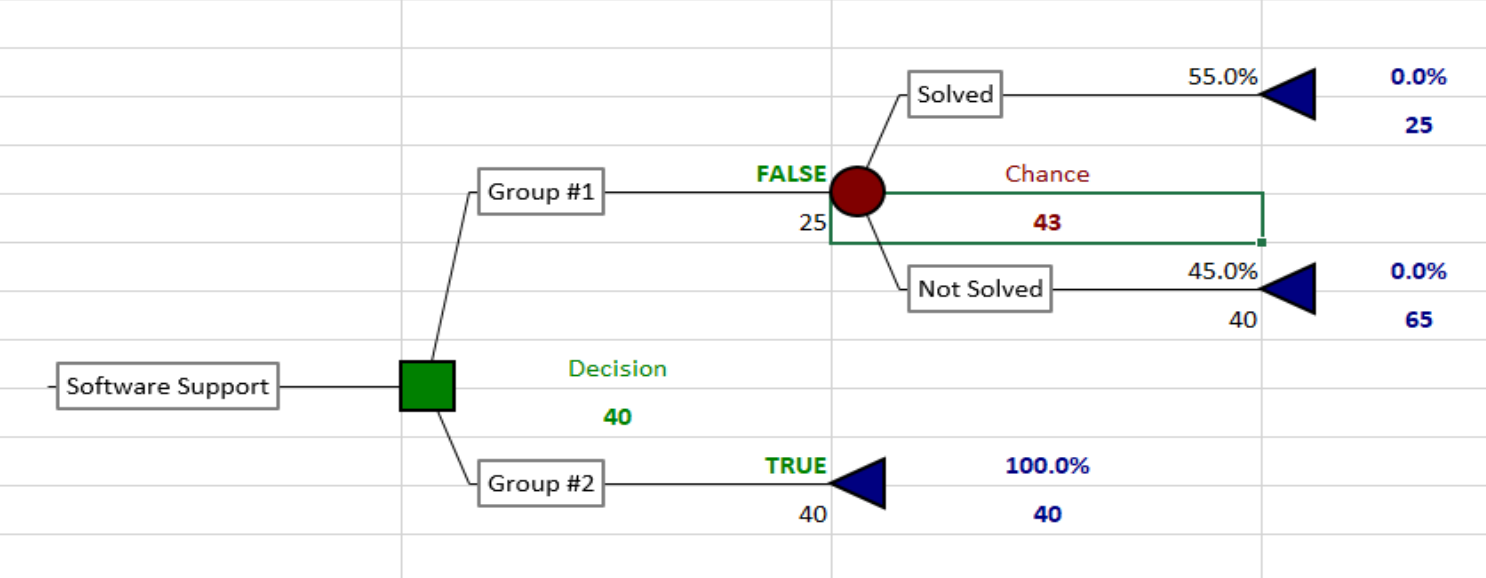 55.0%
0.0%
Solved
25
FALSE
Chance
Group #1
25
43
45.0%
0.0%
Not Solved
40
65
Decision
Software Support
40
TRUE
100.0%
Group #2
40
40